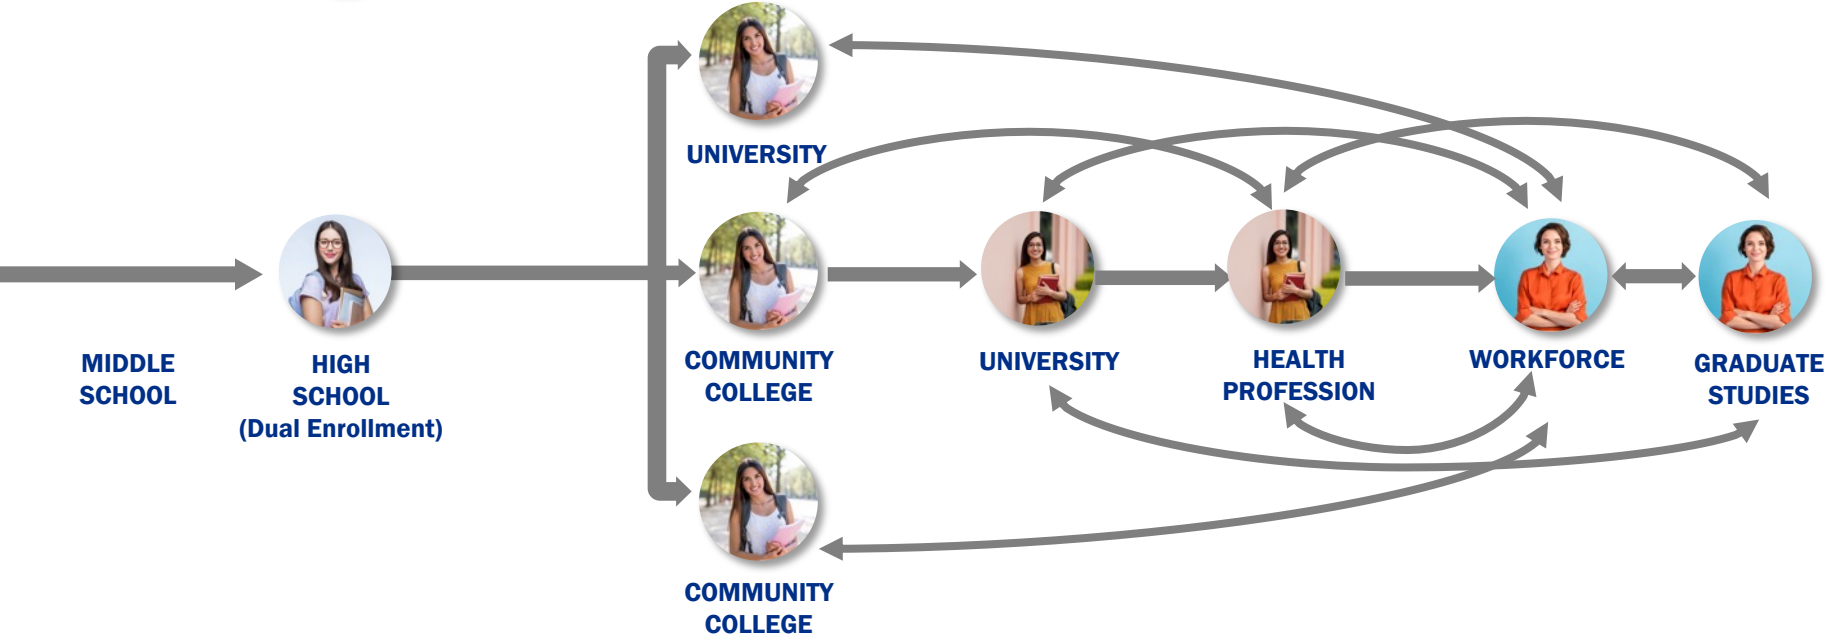 UNIVERSITY
MIDDLE
SCHOOL
HIGH
SCHOOL
(Dual Enrollment)
COMMUNITY
COLLEGE
UNIVERSITY
HEALTH
PROFESSION
WORKFORCE
GRADUATE
STUDIES
COMMUNITY
COLLEGE